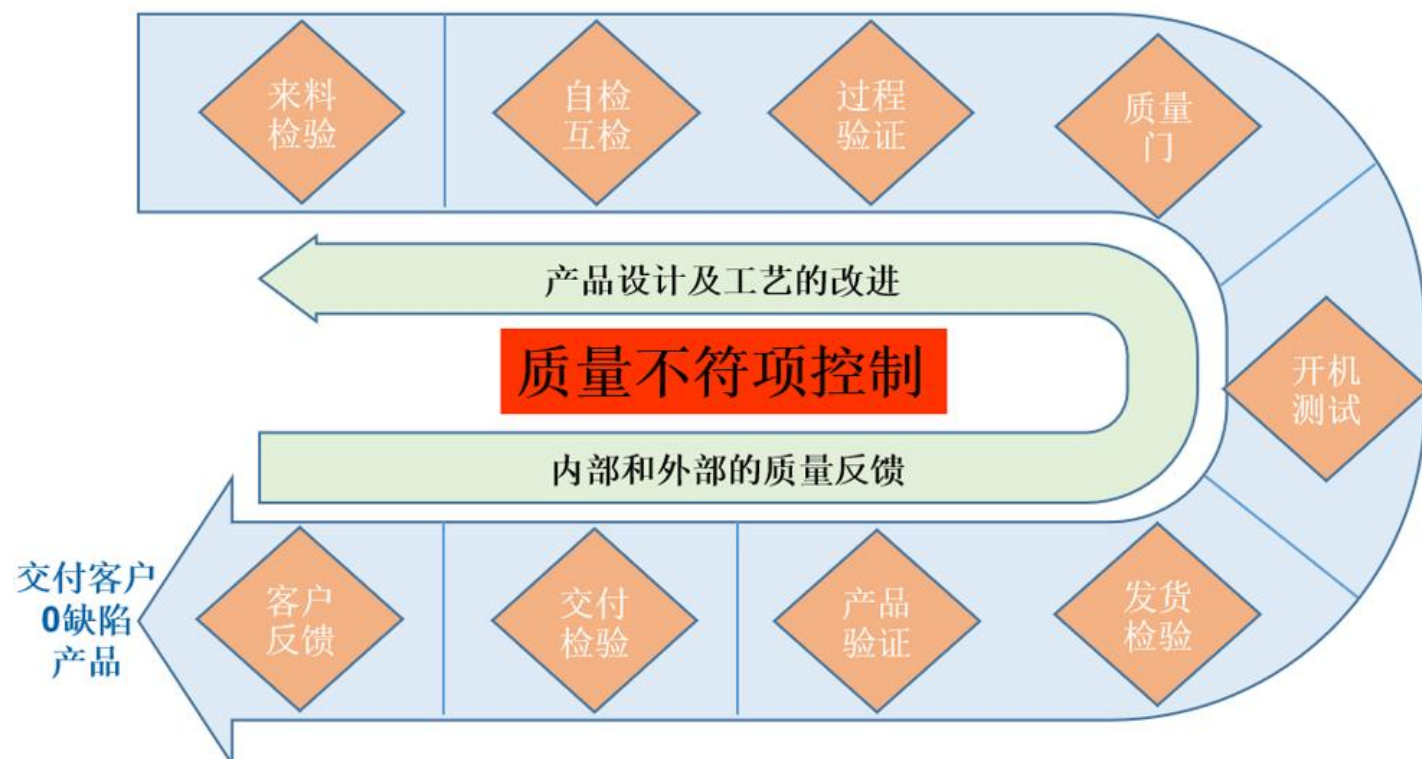 来料
检验
自检
互检
过程
验证
质量
门
产品设计及工艺的改进
质量不符项控制
开机
测试
内部和外部的质量反馈
交付客户
0缺陷
产品
客户
反馈
交付
检验
产品
验证
发货
检验